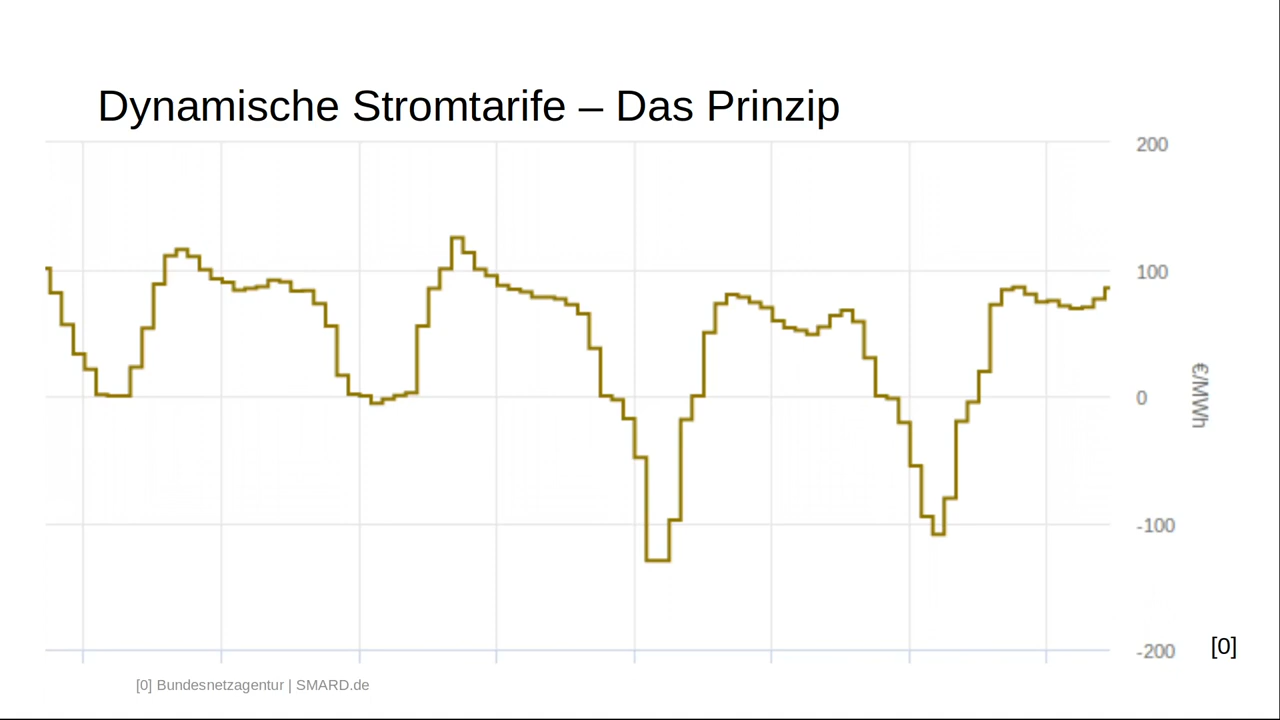 Dynamische Stromtarife – Das Prinzip
200
100
0
-100
-200
€/MWh
[0]
[0] Bundesnetzagentur | SMARD.de